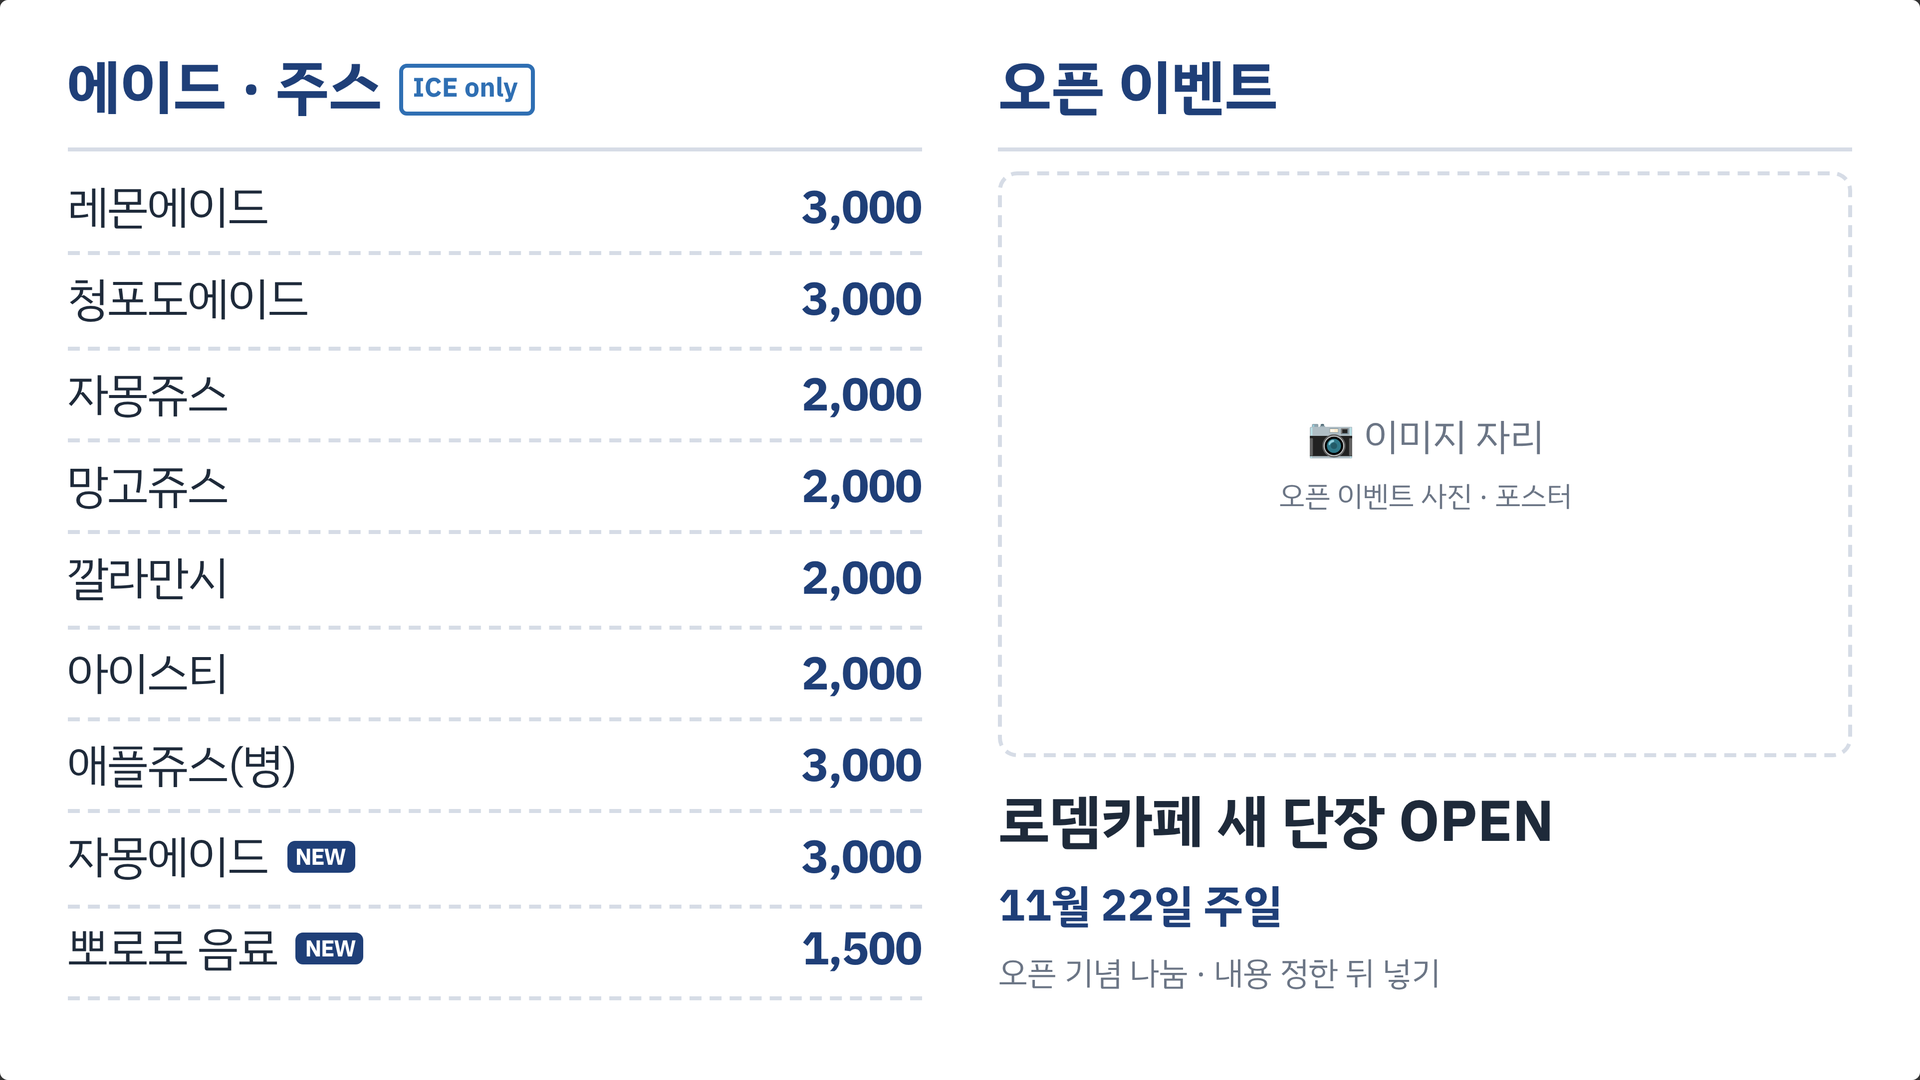 에이드 · 주스 ICE only
레몬에이드 3,000
청포도에이드 3,000
자몽쥬스 2,000
망고쥬스 2,000
깔라만시 2,000
아이스티 2,000
애플쥬스(병) 3,000
자몽에이드 NEW 3,000
뽀로로 음료 NEW 1,500
오픈 이벤트
이미지 자리
오픈 이벤트 사진 · 포스터
로뎀카페 새 단장 OPEN
11월 22일 주일
오픈 기념 나눔 · 내용 정한 뒤 넣기